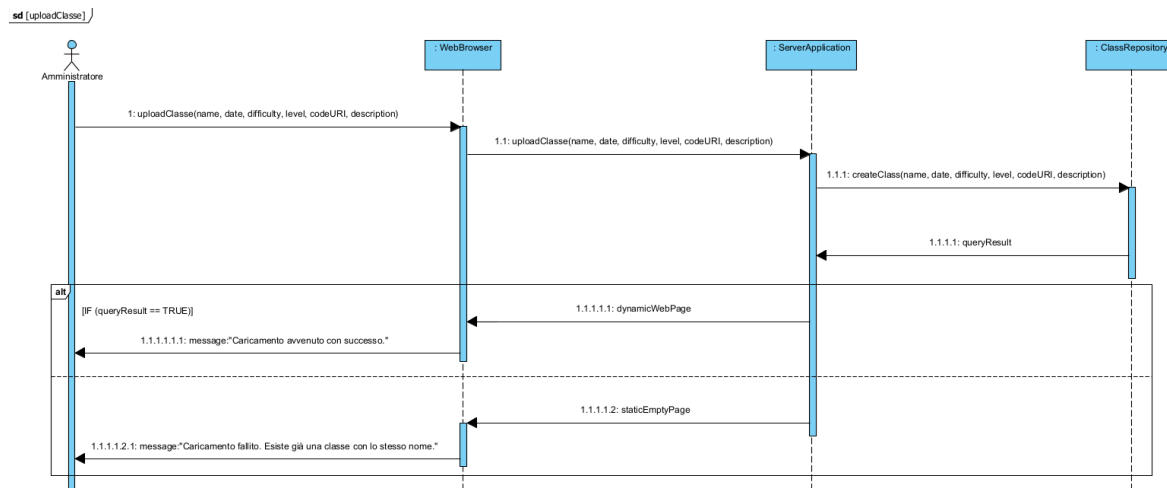 sd [uploadClasse]
: WebBrowser
: ServerApplication
: ClassRepository
Amministratore
1: uploadClasse(name, date, difficulty, level, codeURI, description)
1.1: uploadClasse(name, date, difficulty, level, codeURI, description)
1.1.1: createClass(name, date, difficulty, level, codeURI, description)
1.1.1.1: queryResult
alt
[IF (queryResult == TRUE)]
1.1.1.1.1: dynamicWebPage
1.1.1.1.1.1: message:"Caricamento avvenuto con successo."
1.1.1.1.2: staticEmptyPage
1.1.1.1.2.1: message:"Caricamento fallito. Esiste già una classe con lo stesso nome."